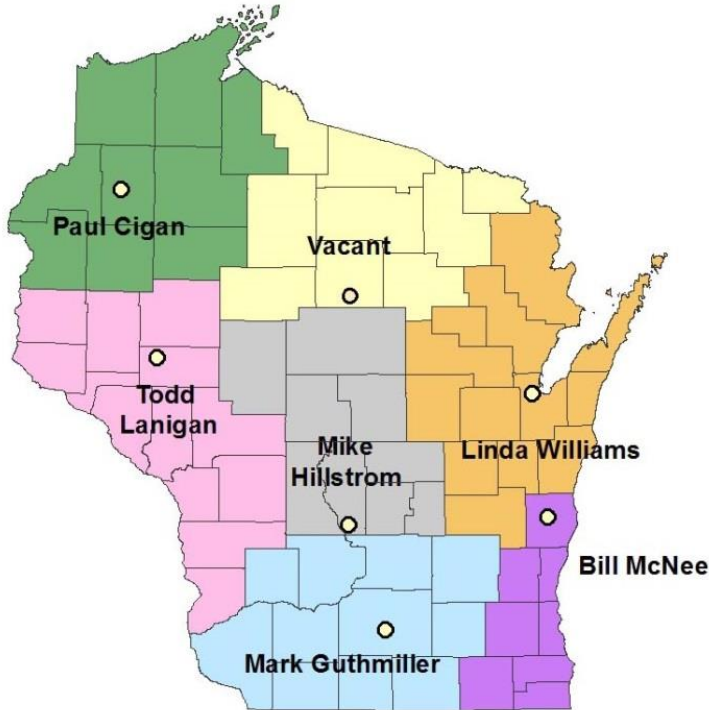 Paul Cigan
Vacant
Todd
Lanigan
Mike
Hillstrom
Linda Williams
Bill McNee
Mark Guthmiller